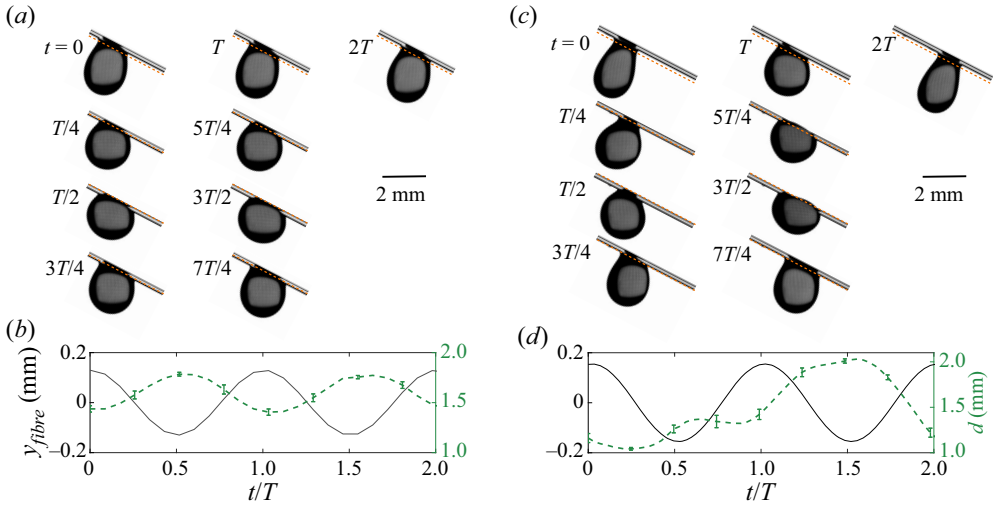 (a)
t = 0
T
2T
T/4
5T/4
2 mm
T/2
3T/2
3T/4
7T/4
(c)
t = 0
T
2T
T/4
5T/4
2 mm
T/2
3T/2
3T/4
7T/4
(b)
0.2
0
−0.2
y_fibre (mm)
2.0
1.5
1.0
0 0.5 1.0 1.5 2.0
t/T
(d)
0.2
0
−0.2
2.0
1.5
1.0
d (mm)
0 0.5 1.0 1.5 2.0
t/T